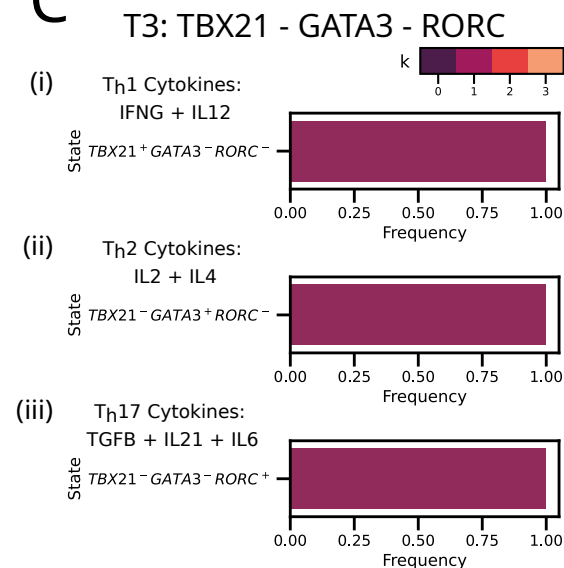 C
T3: TBX21 - GATA3 - RORC
k
0 1 2 3
(i)
Th1 Cytokines:
IFNG + IL12
State
TBX21⁺GATA3⁻RORC⁻
0.00 0.25 0.50 0.75 1.00
Frequency
(ii)
Th2 Cytokines:
IL2 + IL4
State
TBX21⁻GATA3⁺RORC⁻
0.00 0.25 0.50 0.75 1.00
Frequency
(iii)
Th17 Cytokines:
TGFB + IL21 + IL6
State
TBX21⁻GATA3⁻RORC⁺
0.00 0.25 0.50 0.75 1.00
Frequency